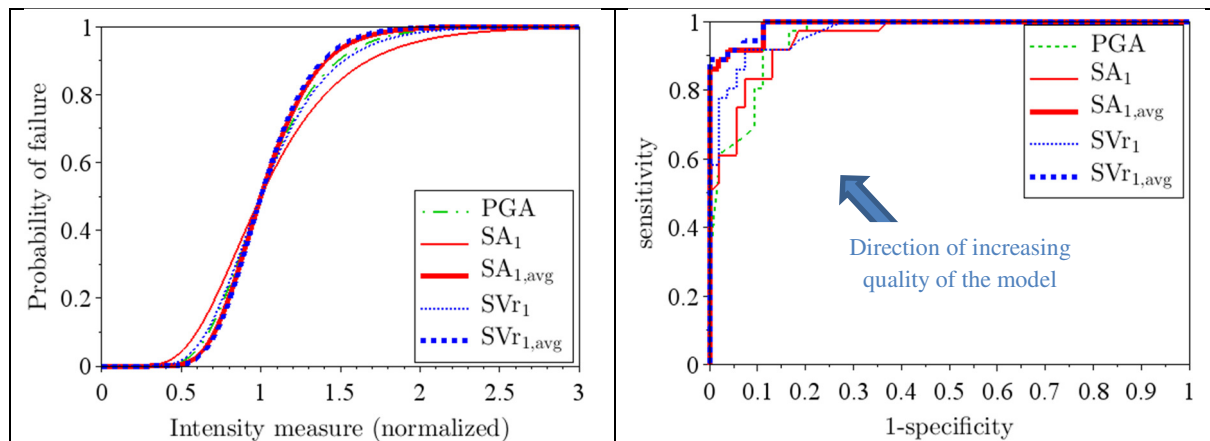 Probability of failure
1
0.8
0.6
0.4
0.2
0
0 0.5 1 1.5 2 2.5 3
Intensity measure (normalized)
PGA
SA1
SA1,avg
SVr1
SVr1,avg
sensitivity
1
0.8
0.6
0.4
0.2
0
0 0.1 0.2 0.3 0.4 0.5 0.6 0.7 0.8 0.9 1
1-specificity
PGA
SA1
SA1,avg
SVr1
SVr1,avg
Direction of increasing
quality of the model